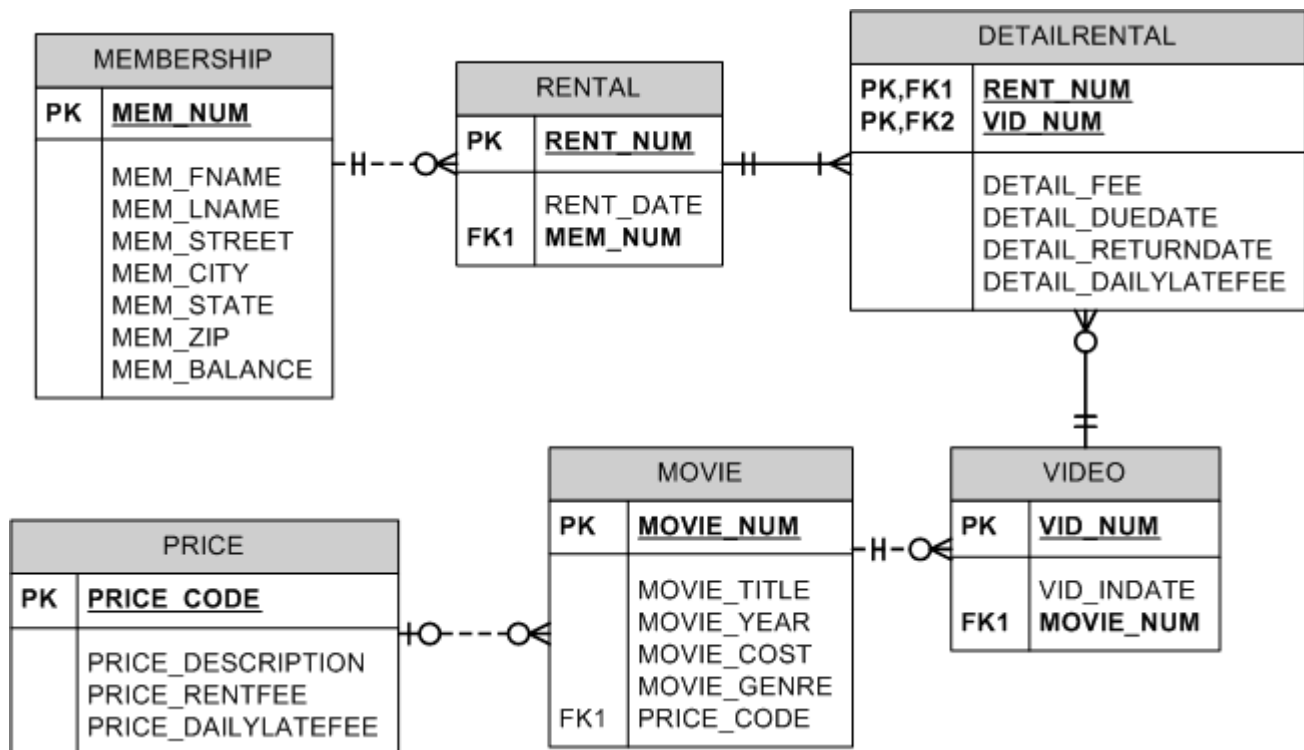 MEMBERSHIP
PK MEM_NUM
MEM_FNAME
MEM_LNAME
MEM_STREET
MEM_CITY
MEM_STATE
MEM_ZIP
MEM_BALANCE
RENTAL
PK RENT_NUM
RENT_DATE
FK1 MEM_NUM
DETAILRENTAL
PK,FK1 RENT_NUM
PK,FK2 VID_NUM
DETAIL_FEE
DETAIL_DUEDATE
DETAIL_RETURNDATE
DETAIL_DAILYLATEFEE
PRICE
PK PRICE_CODE
PRICE_DESCRIPTION
PRICE_RENTFEE
PRICE_DAILYLATEFEE
MOVIE
PK MOVIE_NUM
MOVIE_TITLE
MOVIE_YEAR
MOVIE_COST
MOVIE_GENRE
FK1 PRICE_CODE
VIDEO
PK VID_NUM
VID_INDATE
FK1 MOVIE_NUM